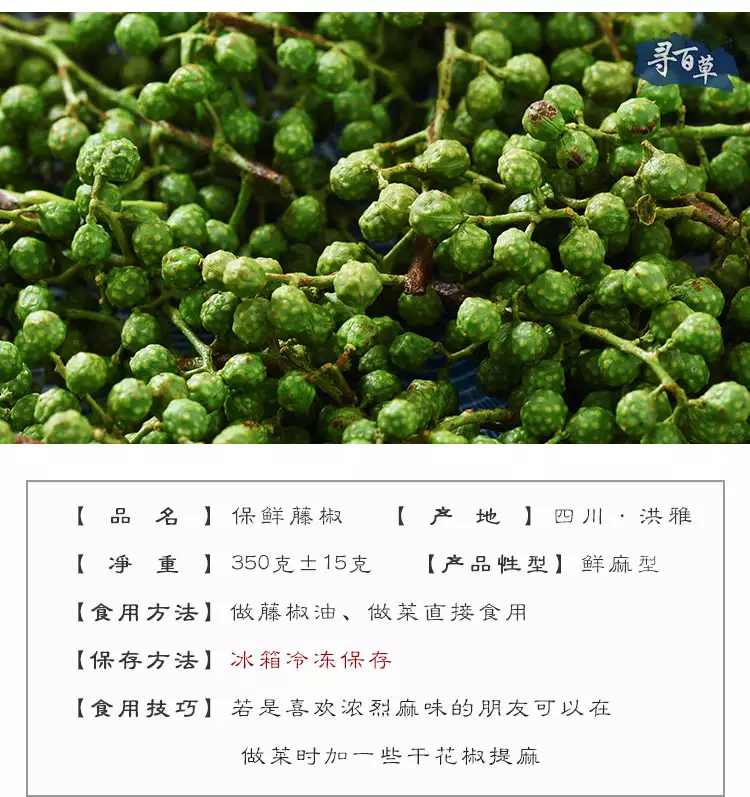 寻百草
【品名】保鲜藤椒 【产地】四川·洪雅
【净重】350克±15克 【产品性型】鲜麻型
【食用方法】做藤椒油、做菜直接食用
【保存方法】冰箱冷冻保存
【食用技巧】若是喜欢浓烈麻味的朋友可以在
做菜时加一些干花椒提麻